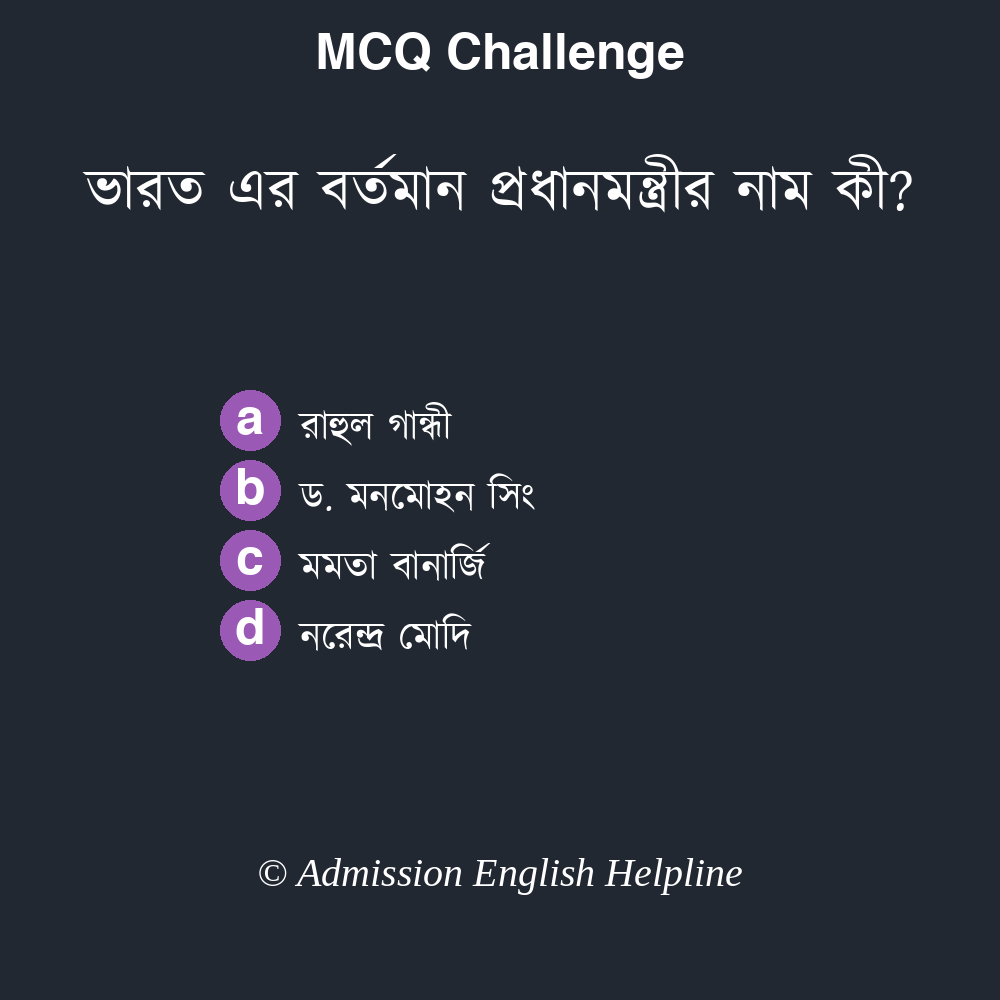 MCQ Challenge
ভারত এর বর্তমান প্রধানমন্ত্রীর নাম কী?
a রাহুল গান্ধী
b ড. মনমোহন সিং
c মমতা বানার্জি
d নরেন্দ্র মোদি
© Admission English Helpline